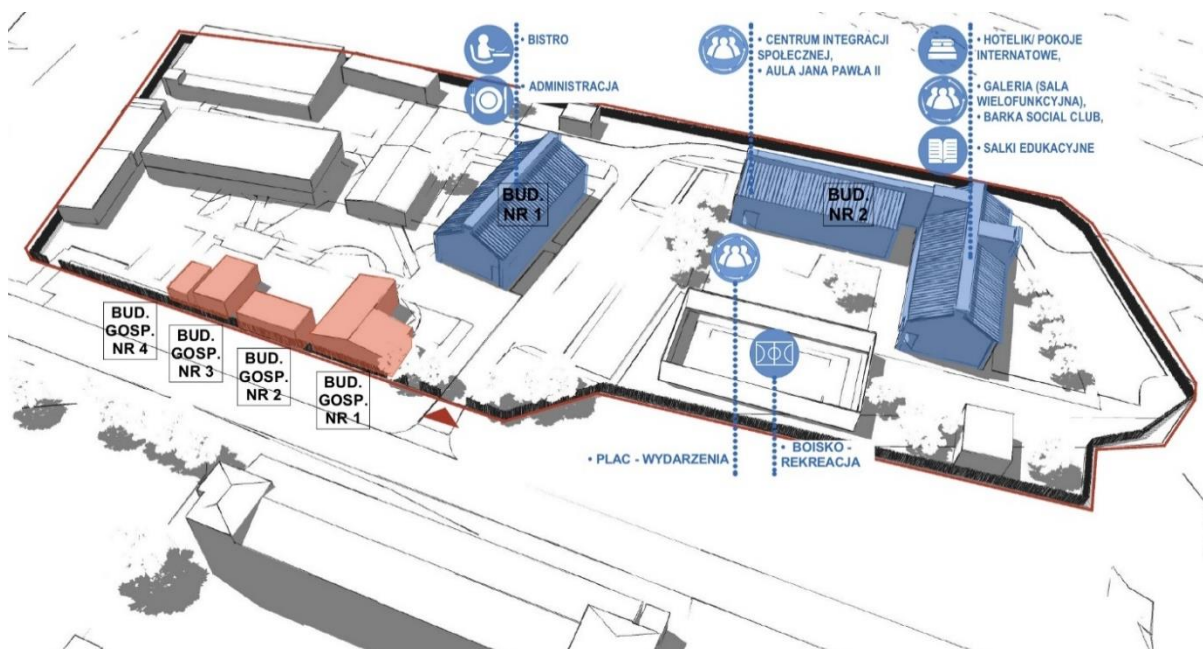 • BISTRO
• ADMINISTRACJA
• CENTRUM INTEGRACJI
SPOŁECZNEJ,
• AULA JANA PAWŁA II
• HOTELIK/ POKOJE
INTERNATOWE,
• GALERIA (SALA
WIELOFUNKCYJNA),
• BARKA SOCIAL CLUB,
• SALKI EDUKACYJNE
BUD.
NR 1
BUD.
NR 2
BUD.
GOSP.
NR 4
BUD.
GOSP.
NR 3
BUD.
GOSP.
NR 2
BUD.
GOSP.
NR 1
• PLAC - WYDARZENIA
• BOISKO -
REKREACJA